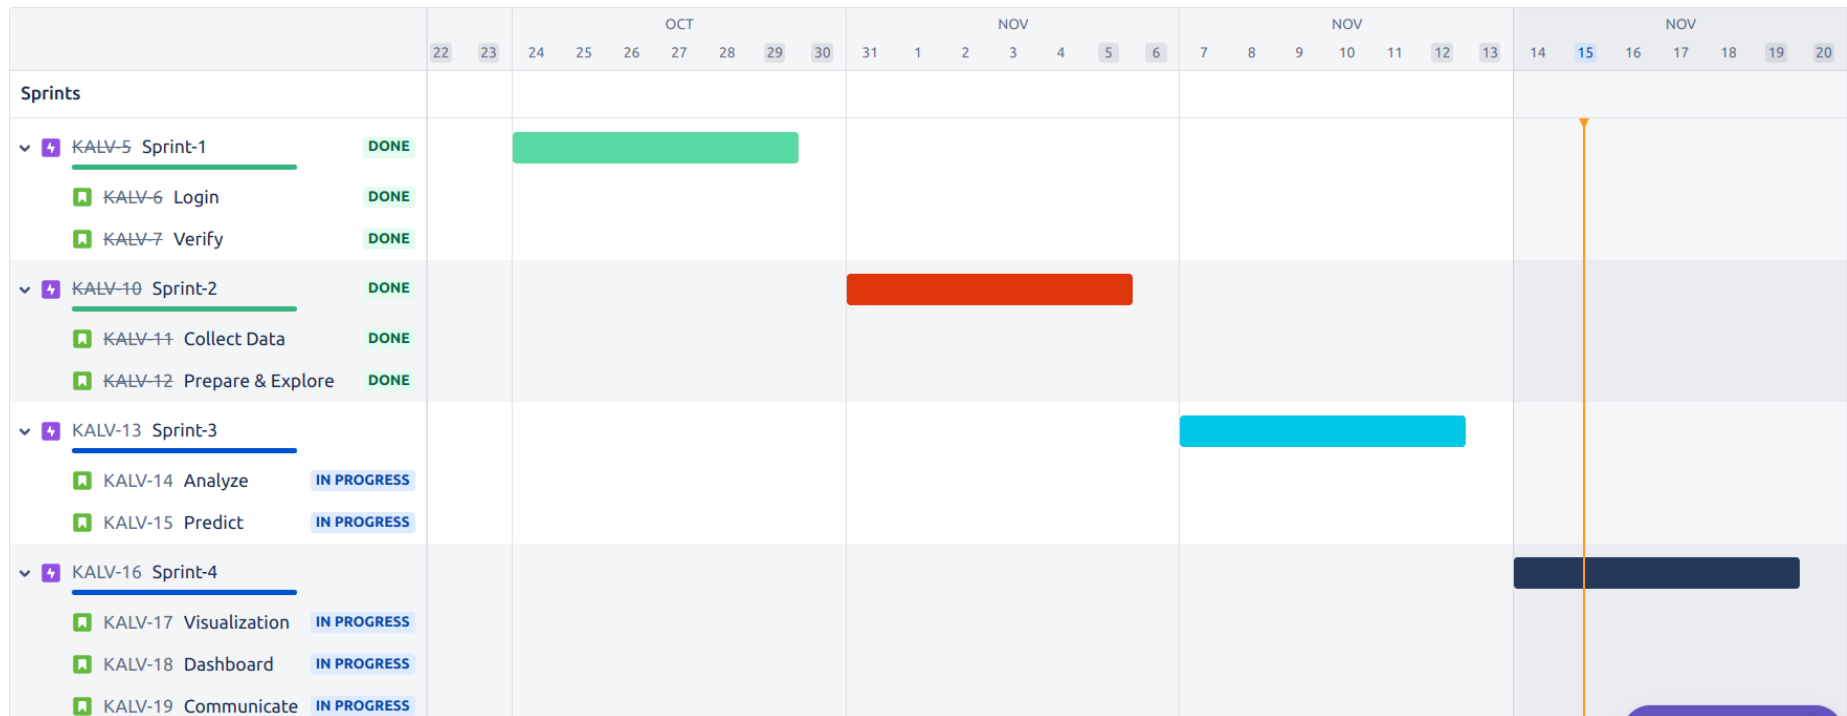 OCT NOV NOV NOV
22 23 24 25 26 27 28 29 30 31 1 2 3 4 5 6 7 8 9 10 11 12 13 14 15 16 17 18 19 20
Sprints
KALV-5 Sprint-1 DONE
KALV-6 Login DONE
KALV-7 Verify DONE
KALV-10 Sprint-2 DONE
KALV-11 Collect Data DONE
KALV-12 Prepare & Explore DONE
KALV-13 Sprint-3
KALV-14 Analyze IN PROGRESS
KALV-15 Predict IN PROGRESS
KALV-16 Sprint-4
KALV-17 Visualization IN PROGRESS
KALV-18 Dashboard IN PROGRESS
KALV-19 Communicate IN PROGRESS